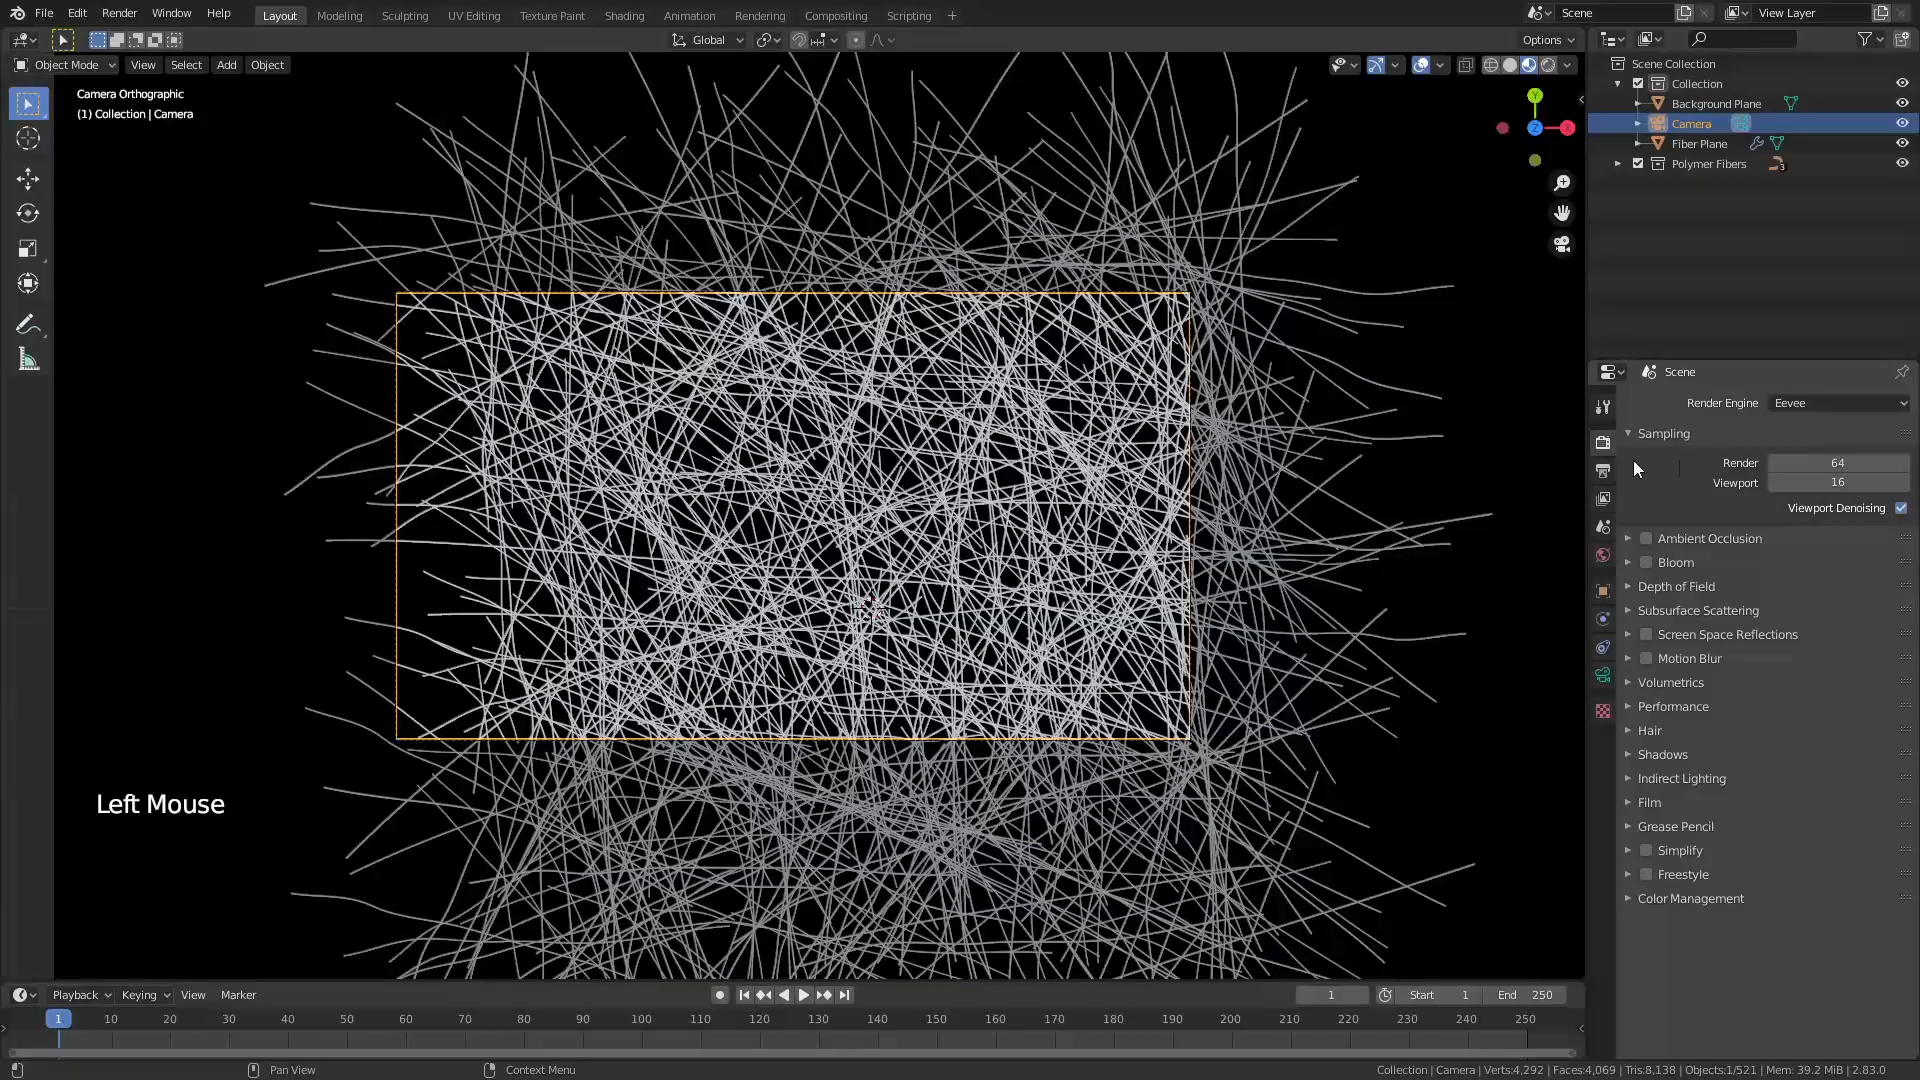 File Edit Render Window Help Layout Modeling Sculpting UV Editing Texture Paint Shading Animation Rendering Compositing Scripting + Scene View Layer
Global Options
Object Mode View Select Add Object
Camera Orthographic
(1) Collection | Camera
Y
Z
X
Left Mouse
Scene Collection
Collection
Background Plane
Camera
Fiber Plane
Polymer Fibers 3
Scene
Render Engine Eevee
Sampling
Render 64
Viewport 16
Viewport Denoising
Ambient Occlusion
Bloom
Depth of Field
Subsurface Scattering
Screen Space Reflections
Motion Blur
Volumetrics
Performance
Hair
Shadows
Indirect Lighting
Film
Grease Pencil
Simplify
Freestyle
Color Management
Playback Keying View Marker 1 Start 1 End 250
1 10 20 30 40 50 60 70 80 90 100 110 120 130 140 150 160 170 180 190 200 210 220 230 240 250
Pan View Context Menu Collection | Camera | Verts:4,292 | Faces:4,069 | Tris:8,138 | Objects:1/521 | Mem: 39.2 MiB | 2.83.0